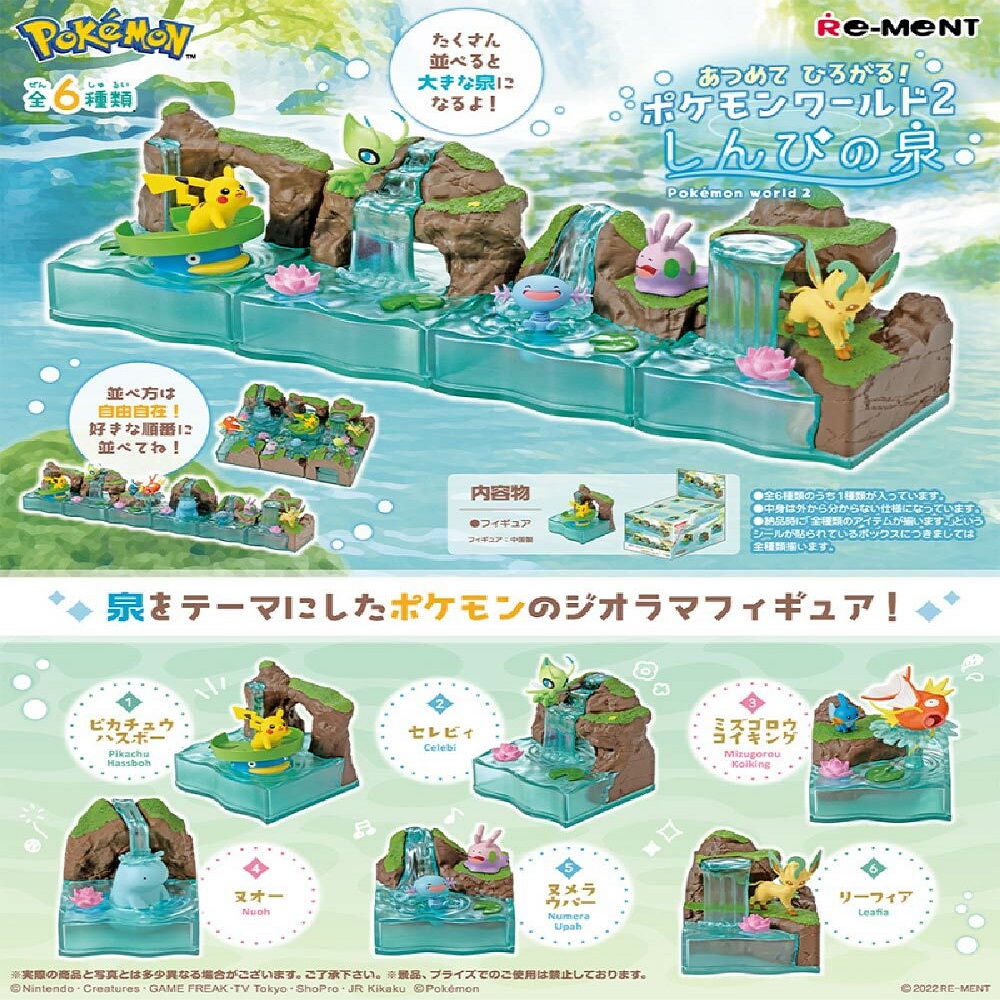 POKéMON™
Re-MeNT
ぜん しゅるい
全6種類
たくさん
並べると
大きな泉に
なるよ!
あつめて ひろがる!
ポケモンワールド2
しんびの泉
Pokémon world 2
並べ方は
自由自在!
好きな順番に
並べてね!
内容物
●フィギュア
フィギュア:中国製
●全6種類のうち1種類が入っています。
●中身は外から分からない仕様になっています。
●納品時に「全種類のアイテムが揃います。」という
シールが貼られているボックスにつきましては
全種類揃います。
泉をテーマにしたポケモンのジオラマフィギュア!
1
ピカチュウ
ハスボー
Pikachu
Hassboh
2
セレビィ
Celebi
3
ミズゴロウ
コイキング
Mizugorou
Koiking
4
ヌオー
Nuoh
5
ヌメラ
ウパー
Numera
Upah
6
リーフィア
Leafia
※実際の商品と写真とは多少異なる場合がございます。ご了承下さい。※景品、プライズでのご使用は禁止しております。
©Nintendo・Creatures・GAME FREAK・TV Tokyo・ShoPro・JR Kikaku ©Pokémon
©2022 RE-MENT